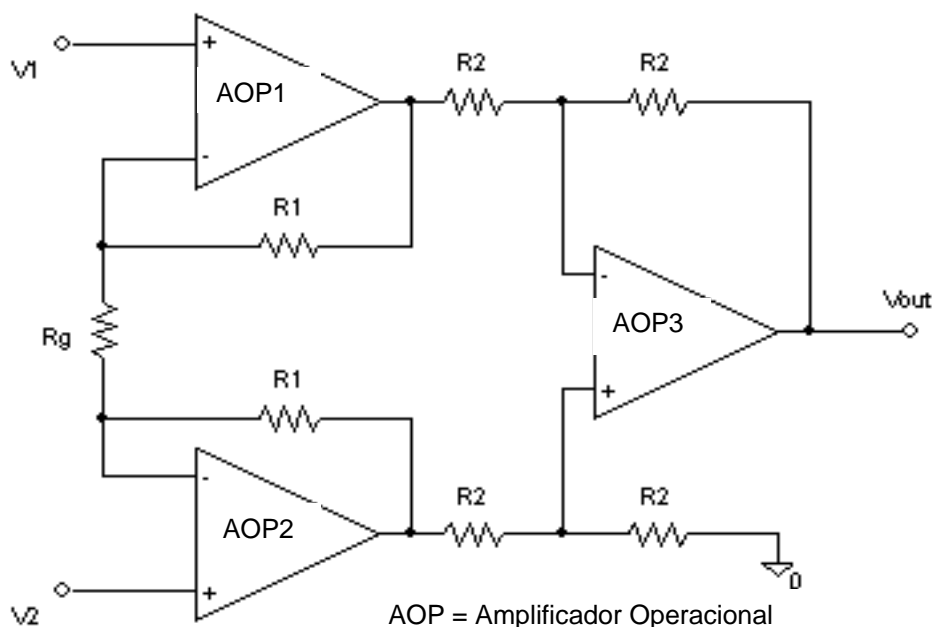 R2
R2
+
V1
AOP1
-
R1
-
Vout
AOP3
Rg
R1
+
-
R2
R2
AOP2
+
0
V2
AOP = Amplificador Operacional